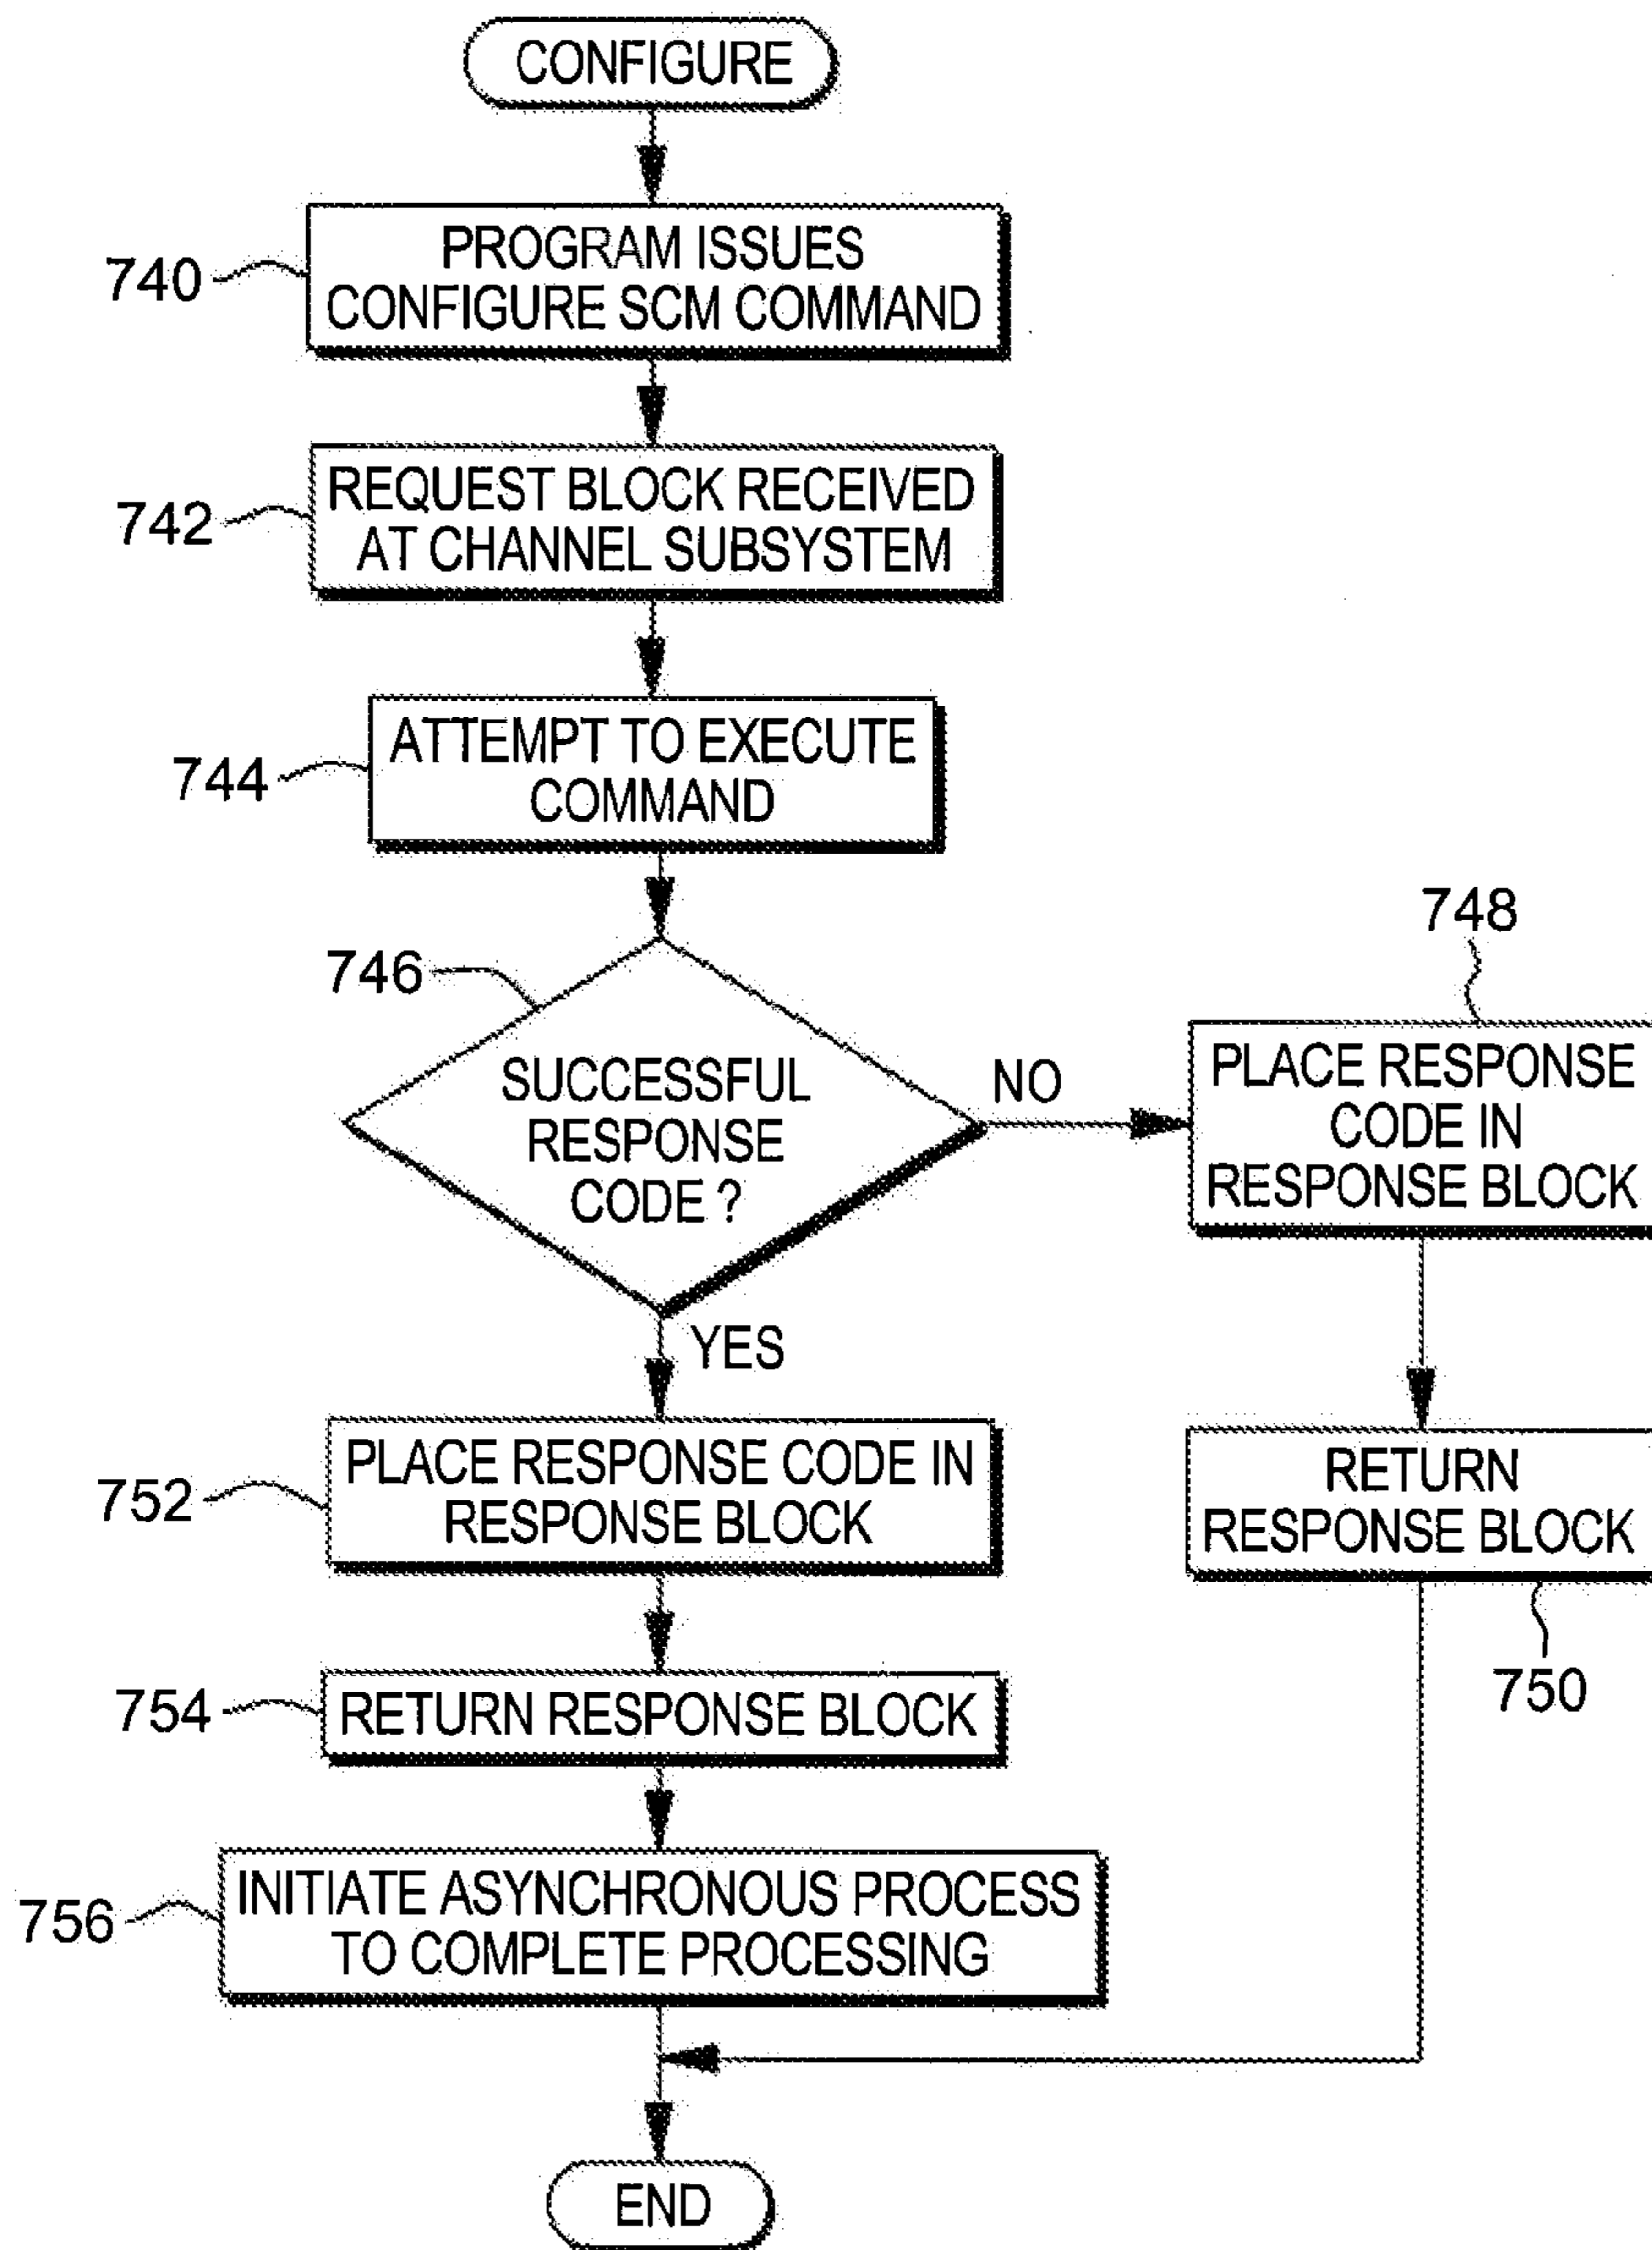 CONFIGURE
740
PROGRAM ISSUES
CONFIGURE SCM COMMAND
742
REQUEST BLOCK RECEIVED
AT CHANNEL SUBSYSTEM
744
ATTEMPT TO EXECUTE
COMMAND
746
SUCCESSFUL
RESPONSE
CODE ?
NO
748
PLACE RESPONSE
CODE IN
RESPONSE BLOCK
RETURN
RESPONSE BLOCK
750
YES
752
PLACE RESPONSE CODE IN
RESPONSE BLOCK
754
RETURN RESPONSE BLOCK
756
INITIATE ASYNCHRONOUS PROCESS
TO COMPLETE PROCESSING
END